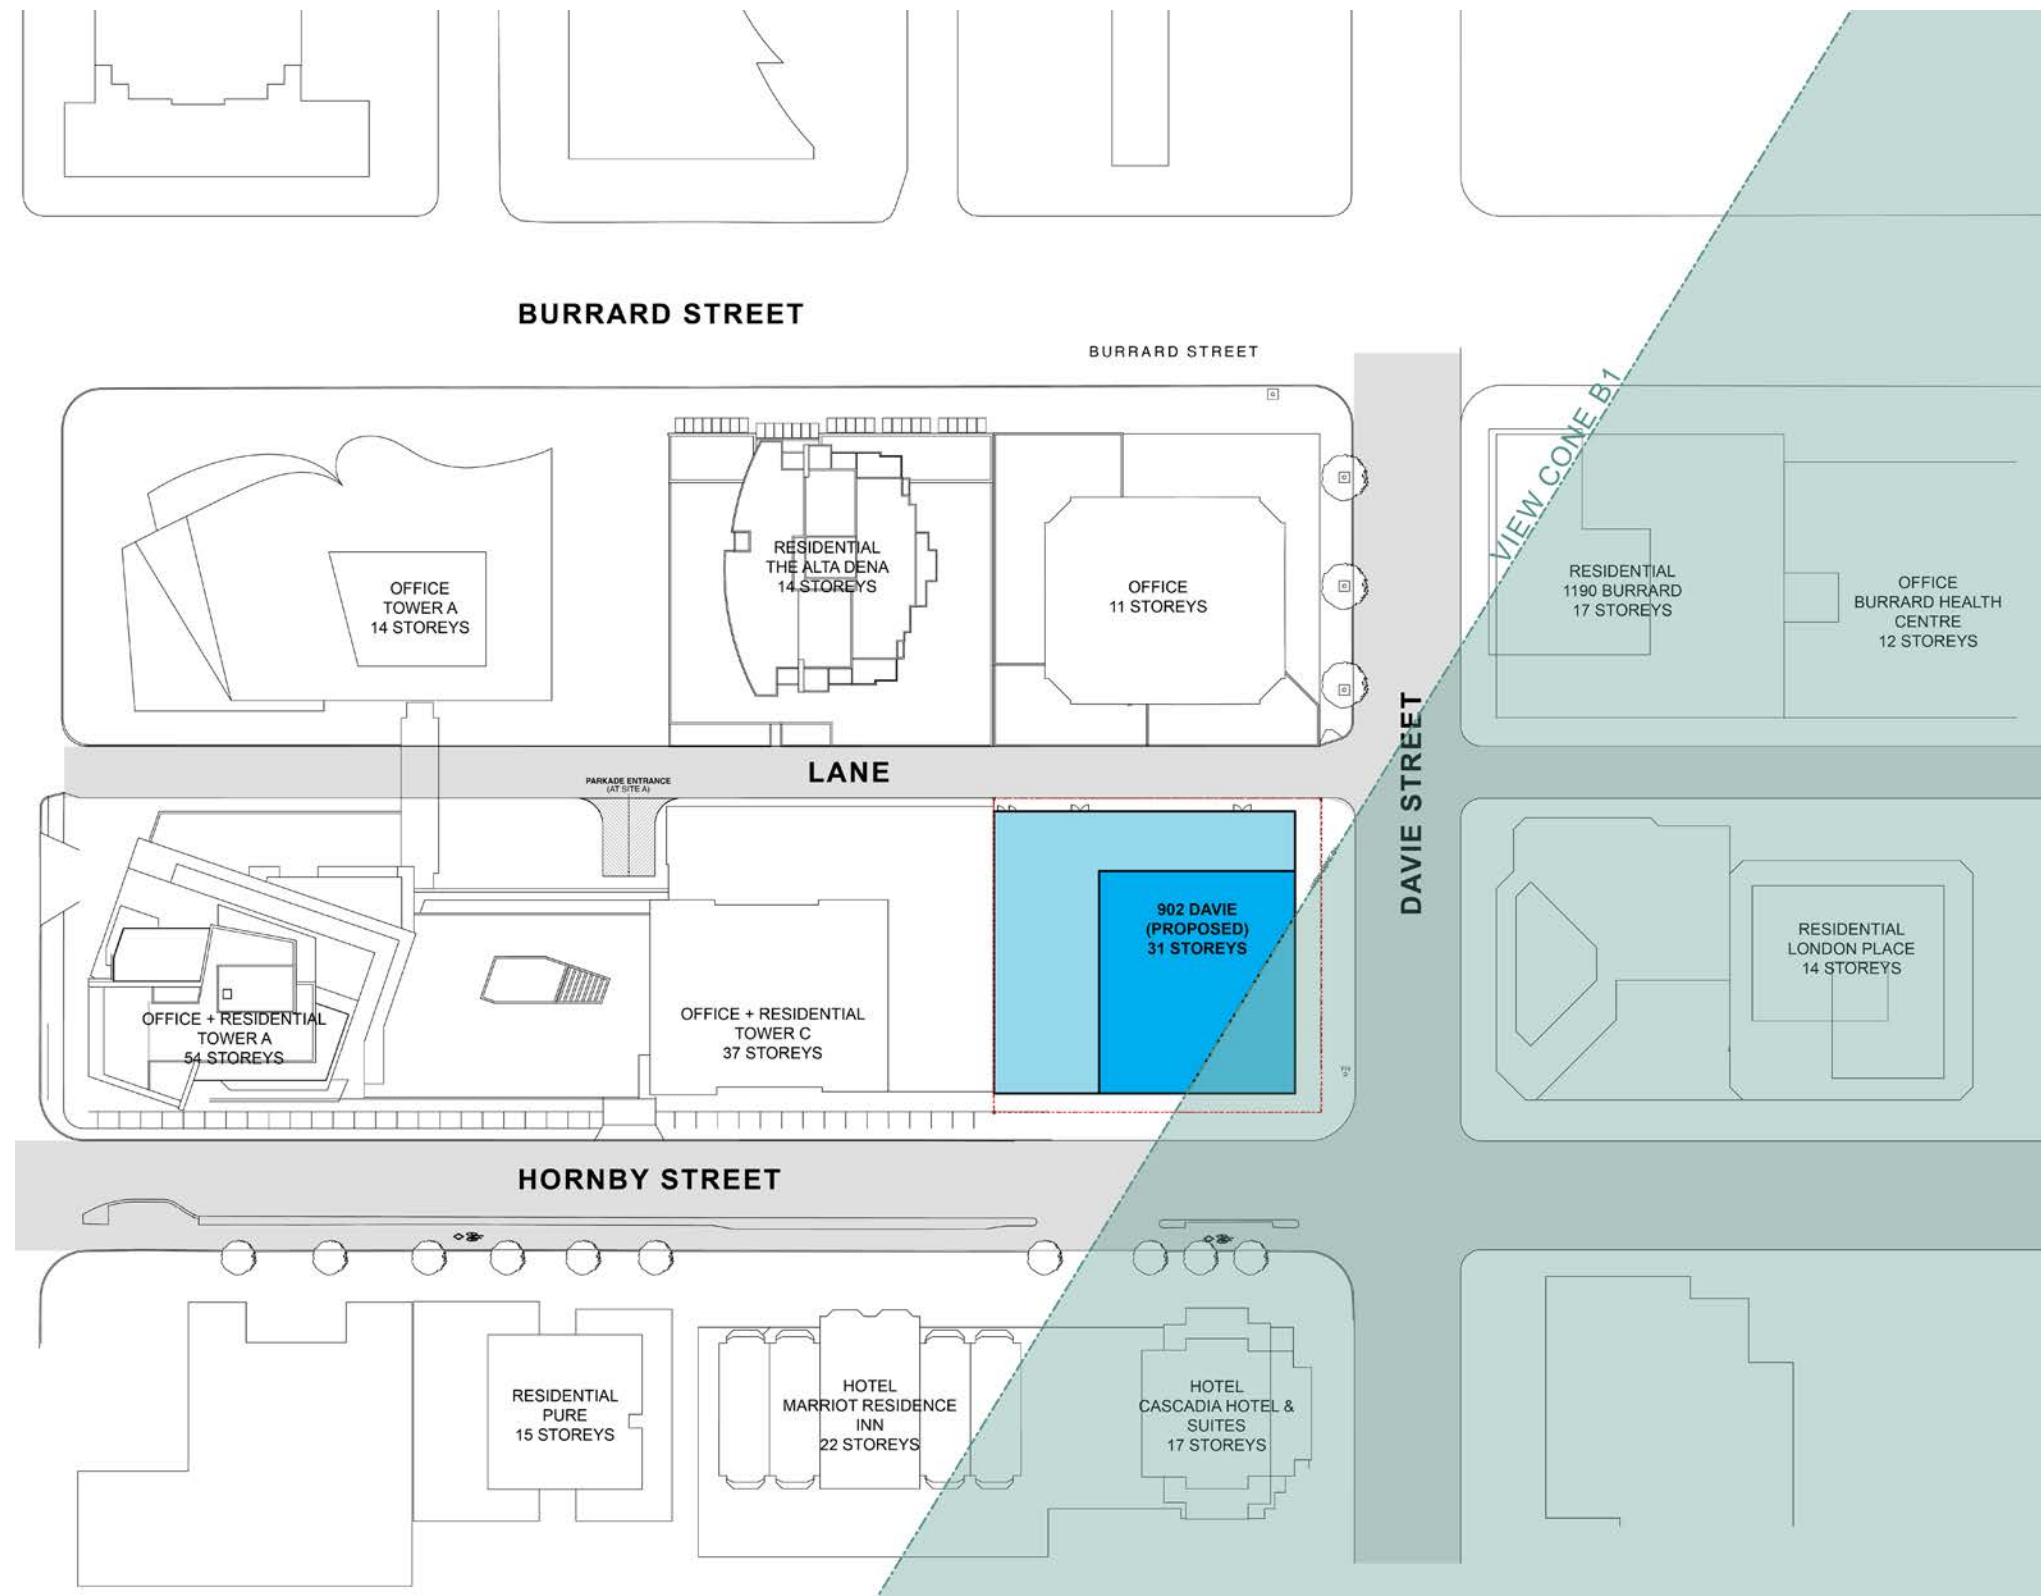 BURRARD STREET
BURRARD STREET
VIEW CONE B1
RESIDENTIAL
THE ALTA DENA
14 STOREYS
OFFICE
TOWER A
14 STOREYS
OFFICE
11 STOREYS
RESIDENTIAL
1190 BURRARD
17 STOREYS
OFFICE
BURRARD HEALTH
CENTRE
12 STOREYS
LANE
PARKADE ENTRANCE
(AT SITE A)
DAVIE STREET
902 DAVIE
(PROPOSED)
31 STOREYS
RESIDENTIAL
LONDON PLACE
14 STOREYS
OFFICE + RESIDENTIAL
TOWER A
54 STOREYS
OFFICE + RESIDENTIAL
TOWER C
37 STOREYS
HORNBY STREET
RESIDENTIAL
PURE
15 STOREYS
HOTEL
MARRIOT RESIDENCE
INN
22 STOREYS
HOTEL
CASCADIA HOTEL &
SUITES
17 STOREYS